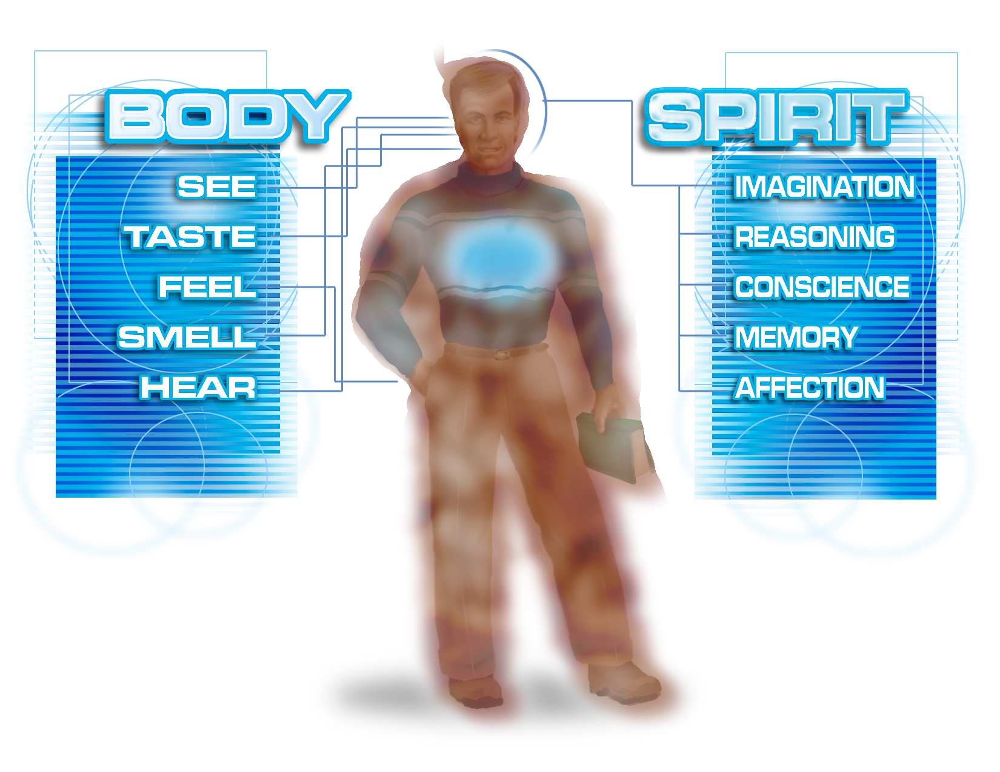 BODY
SEE
TASTE
FEEL
SMELL
HEAR
SPIRIT
IMAGINATION
REASONING
CONSCIENCE
MEMORY
AFFECTION